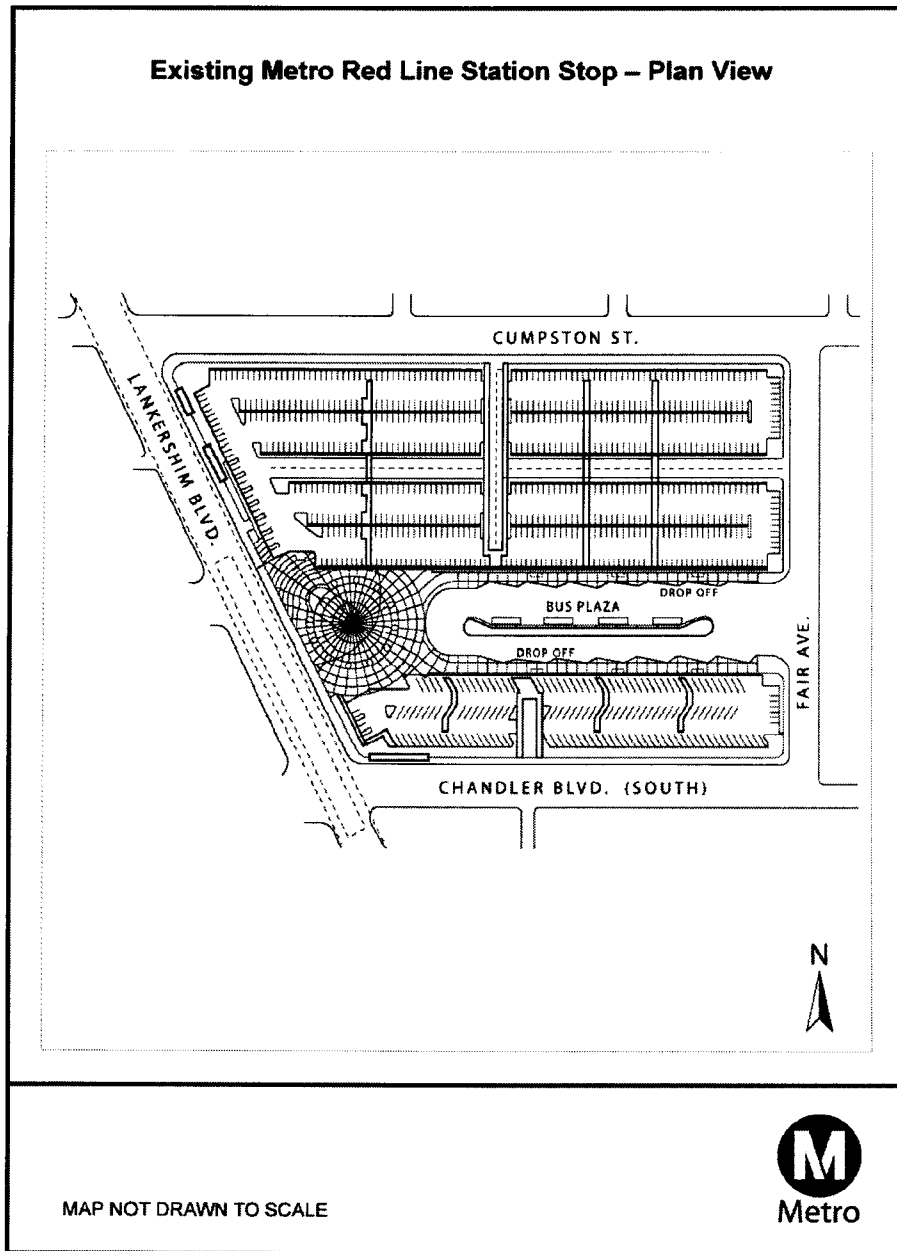 Existing Metro Red Line Station Stop – Plan View
CUMPSTON ST.
LANKERSHIM BLVD.
DROP OFF
BUS PLAZA
DROP OFF
FAIR AVE.
CHANDLER BLVD. (SOUTH)
N
MAP NOT DRAWN TO SCALE
M
Metro